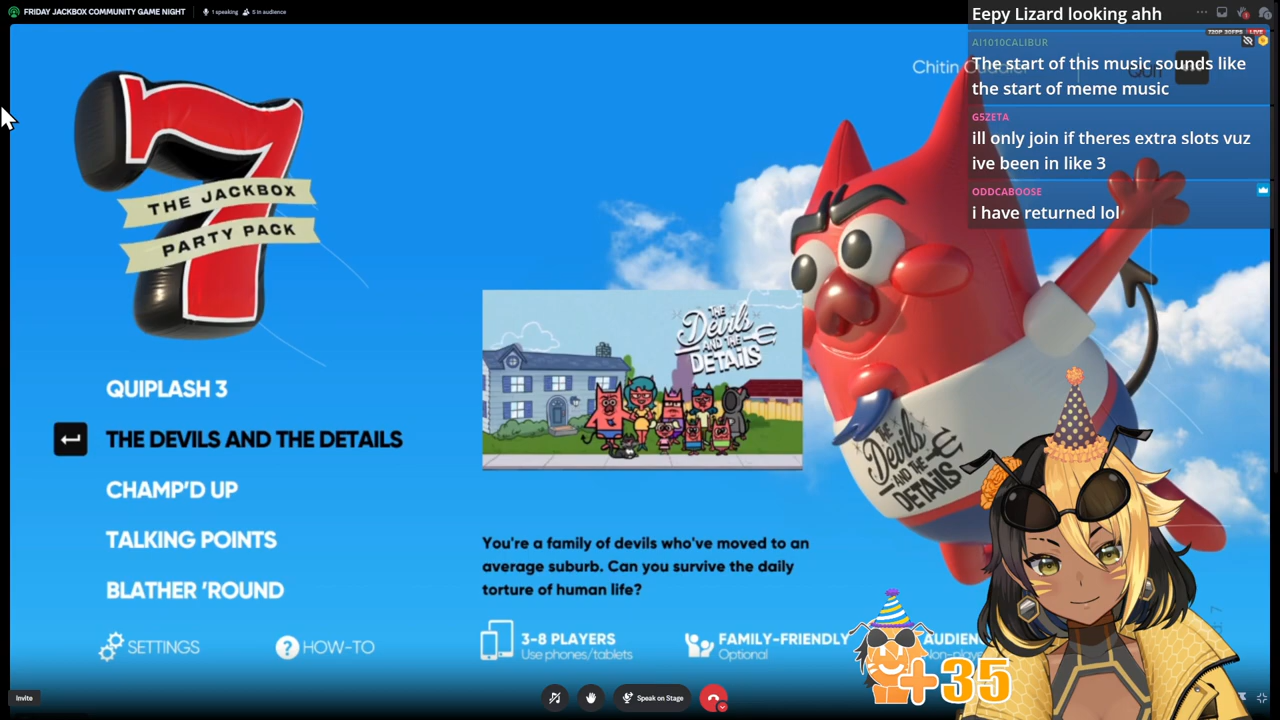 FRIDAY JACKBOX COMMUNITY GAME NIGHT
1 speaking
5 in audience
Eepy Lizard looking ahh
720P 30FPS LIVE
AI1010CALIBUR
The start of this music sounds like
the start of meme music
G5ZETA
ill only join if theres extra slots vuz
ive been in like 3
ODDCABOOSE
i have returned lol
Chitin
7
THE JACKBOX
PARTY PACK
THE
Devils
AND THE
DETAILS
QUIPLASH 3
THE DEVILS AND THE DETAILS
CHAMP'D UP
TALKING POINTS
BLATHER 'ROUND
THE
Devils
AND THE
DETAILS
You're a family of devils who've moved to an
average suburb. Can you survive the daily
torture of human life?
SETTINGS
HOW-TO
3-8 PLAYERS
Use phones/tablets
FAMILY-FRIENDLY
Optional
+35
Invite
Speak on Stage